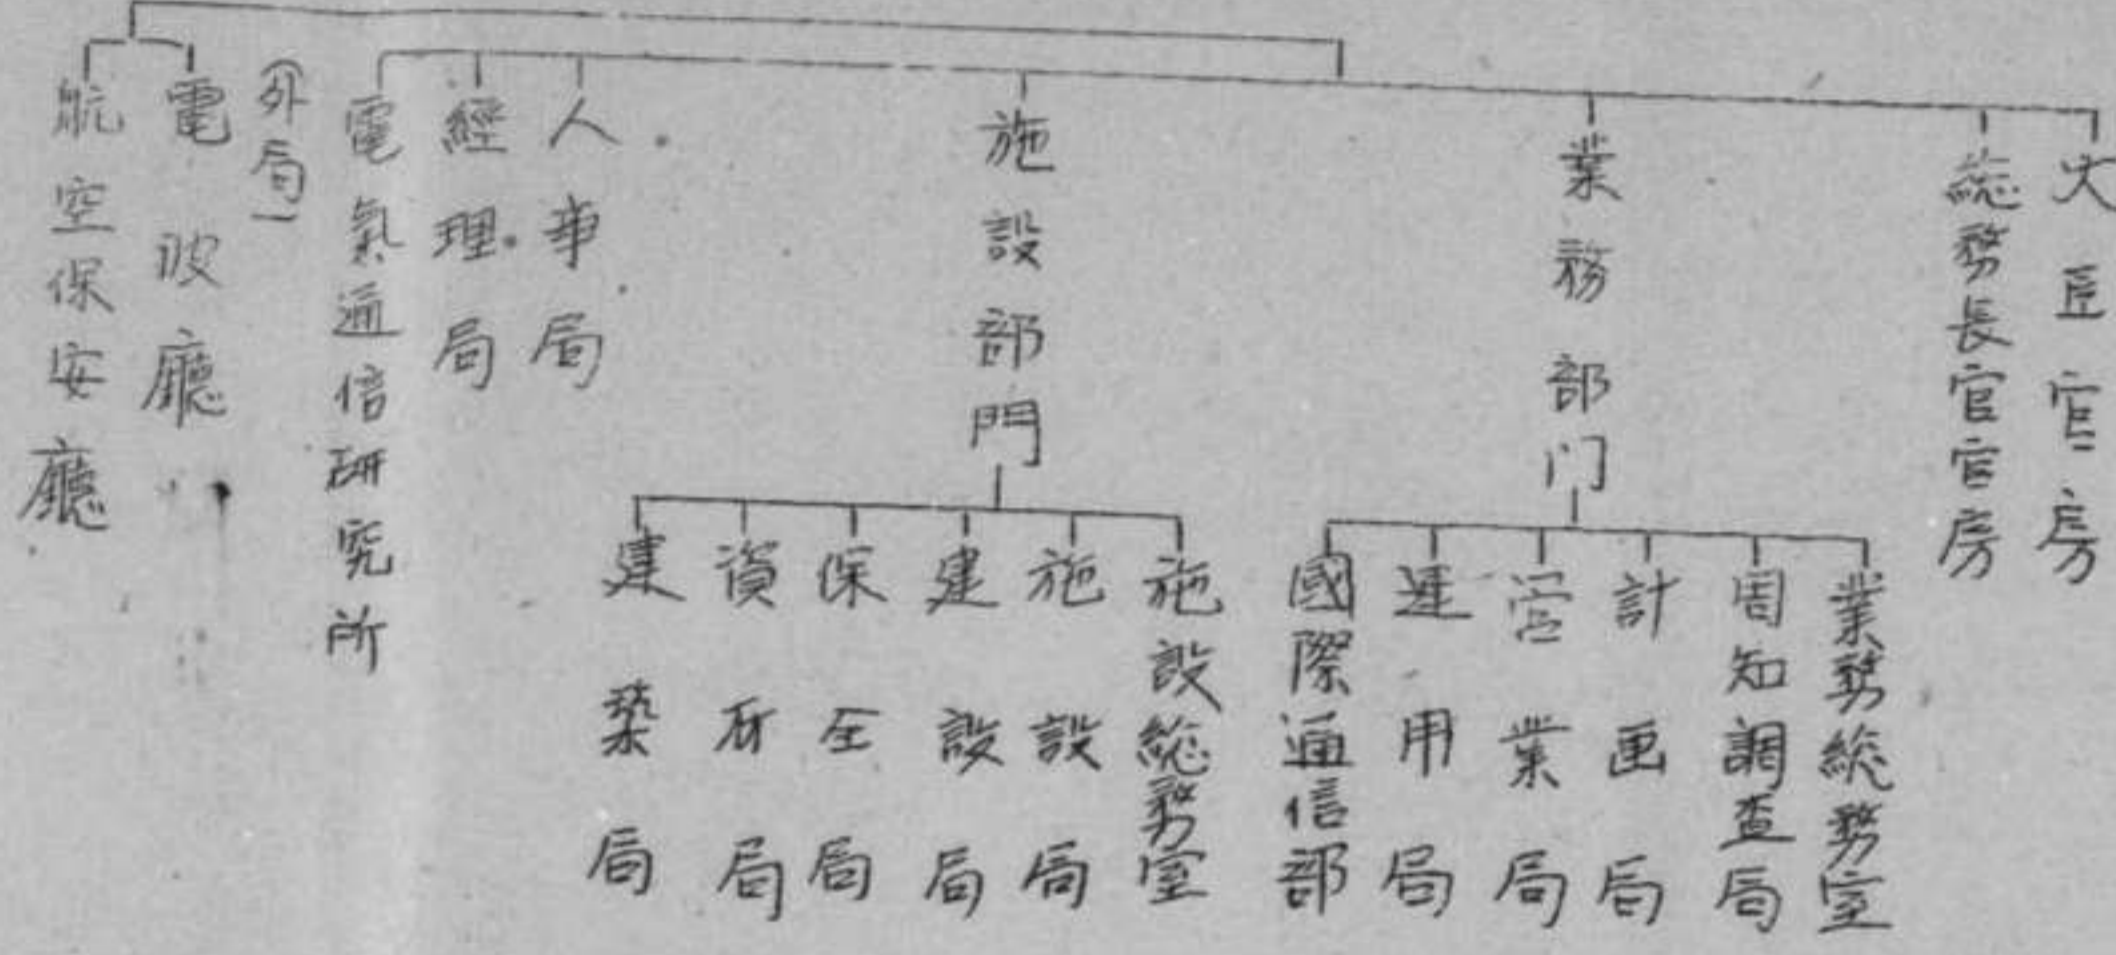 大臣官房
総務長官官房
業務部门
業務総務室
周知調査局
計画局
営業局
運用局
國際通信部
施設部門
施設総務室
施設局
建設局
保全局
資材局
建築局
人事局
經理局
電氣通信研究所
(外局)
電波廳
航空保安廳